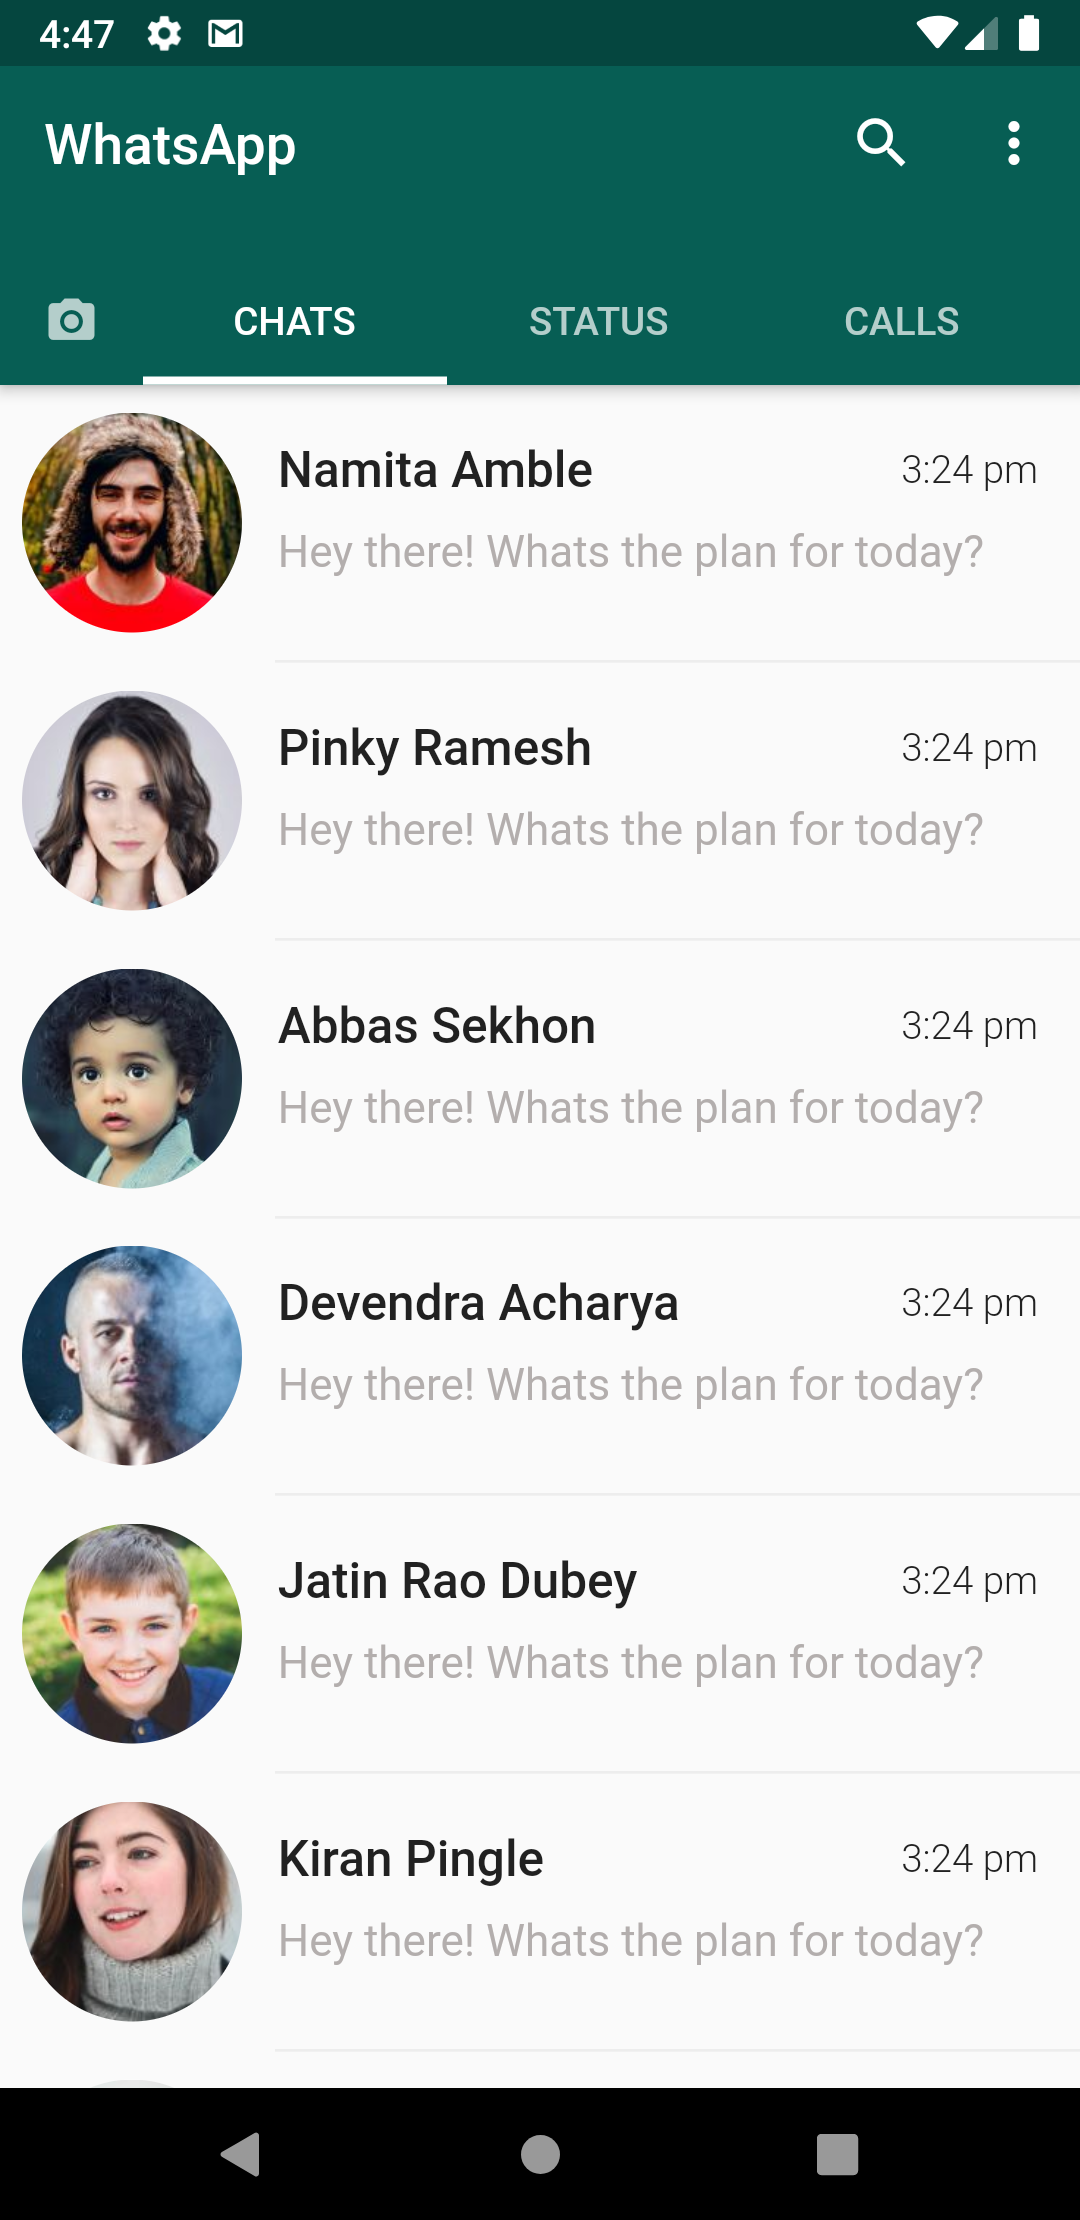 4:47
WhatsApp
CHATS STATUS CALLS
Namita Amble 3:24 pm
Hey there! Whats the plan for today?
Pinky Ramesh 3:24 pm
Hey there! Whats the plan for today?
Abbas Sekhon 3:24 pm
Hey there! Whats the plan for today?
Devendra Acharya 3:24 pm
Hey there! Whats the plan for today?
Jatin Rao Dubey 3:24 pm
Hey there! Whats the plan for today?
Kiran Pingle 3:24 pm
Hey there! Whats the plan for today?